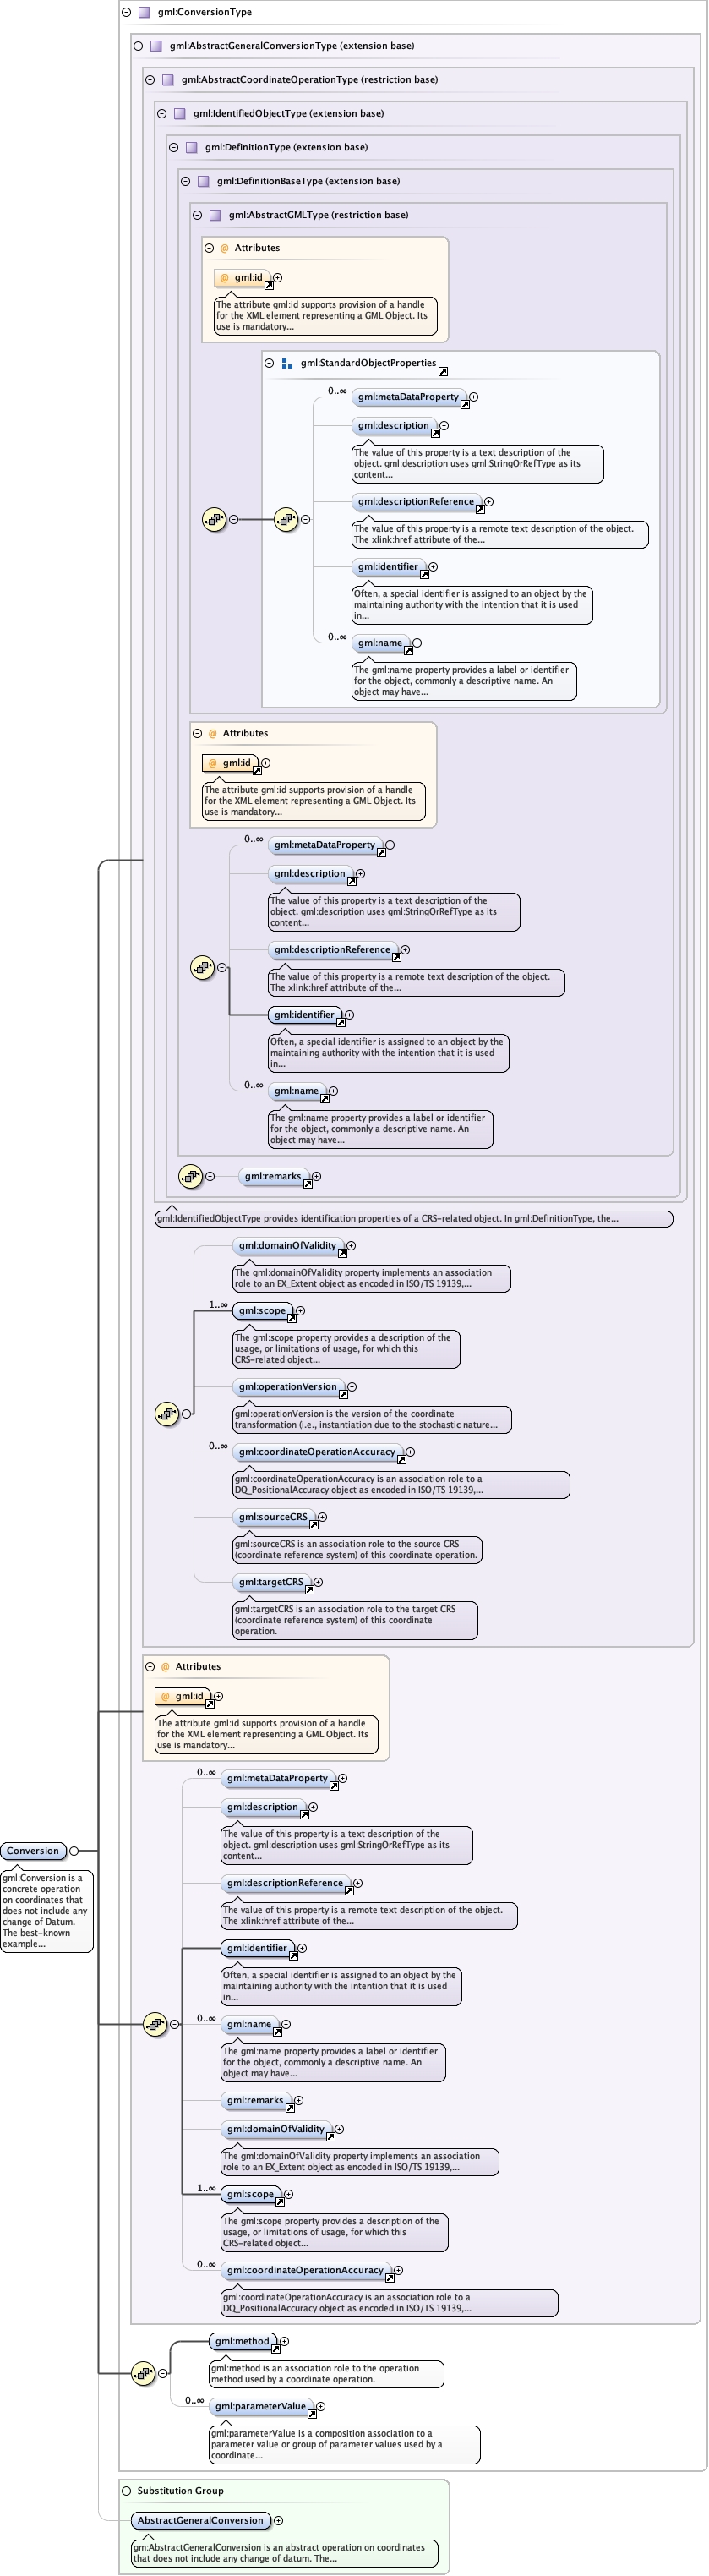 gml:ConversionType
gml:AbstractGeneralConversionType (extension base)
gml:AbstractCoordinateOperationType (restriction base)
gml:IdentifiedObjectType (extension base)
gml:DefinitionType (extension base)
gml:DefinitionBaseType (extension base)
gml:AbstractGMLType (restriction base)
@ Attributes
@ gml:id
The attribute gml:id supports provision of a handle
for the XML element representing a GML Object. Its
use is mandatory...
gml:StandardObjectProperties
0..∞ gml:metaDataProperty
gml:description
The value of this property is a text description of the
object. gml:description uses gml:StringOrRefType as its
content...
gml:descriptionReference
The value of this property is a remote text description of the object.
The xlink:href attribute of the...
gml:identifier
Often, a special identifier is assigned to an object by the
maintaining authority with the intention that it is used
in...
0..∞ gml:name
The gml:name property provides a label or identifier
for the object, commonly a descriptive name. An
object may have...
@ Attributes
@ gml:id
The attribute gml:id supports provision of a handle
for the XML element representing a GML Object. Its
use is mandatory...
0..∞ gml:metaDataProperty
gml:description
The value of this property is a text description of the
object. gml:description uses gml:StringOrRefType as its
content...
gml:descriptionReference
The value of this property is a remote text description of the object.
The xlink:href attribute of the...
gml:identifier
Often, a special identifier is assigned to an object by the
maintaining authority with the intention that it is used
in...
0..∞ gml:name
The gml:name property provides a label or identifier
for the object, commonly a descriptive name. An
object may have...
gml:remarks
gml:IdentifiedObjectType provides identification properties of a CRS-related object. In gml:DefinitionType, the...
gml:domainOfValidity
The gml:domainOfValidity property implements an association
role to an EX_Extent object as encoded in ISO/TS 19139,...
1..∞ gml:scope
The gml:scope property provides a description of the
usage, or limitations of usage, for which this
CRS-related object...
gml:operationVersion
gml:operationVersion is the version of the coordinate
transformation (i.e., instantiation due to the stochastic nature...
0..∞ gml:coordinateOperationAccuracy
gml:coordinateOperationAccuracy is an association role to a
DQ_PositionalAccuracy object as encoded in ISO/TS 19139,...
gml:sourceCRS
gml:sourceCRS is an association role to the source CRS
(coordinate reference system) of this coordinate operation.
gml:targetCRS
gml:targetCRS is an association role to the target CRS
(coordinate reference system) of this coordinate
operation.
@ Attributes
@ gml:id
The attribute gml:id supports provision of a handle
for the XML element representing a GML Object. Its
use is mandatory...
0..∞ gml:metaDataProperty
gml:description
The value of this property is a text description of the
object. gml:description uses gml:StringOrRefType as its
content...
Conversion
gml:Conversion is a
concrete operation
on coordinates that
does not include any
change of Datum.
The best-known
example...
gml:descriptionReference
The value of this property is a remote text description of the object.
The xlink:href attribute of the...
gml:identifier
Often, a special identifier is assigned to an object by the
maintaining authority with the intention that it is used
in...
0..∞ gml:name
The gml:name property provides a label or identifier
for the object, commonly a descriptive name. An
object may have...
gml:remarks
gml:domainOfValidity
The gml:domainOfValidity property implements an association
role to an EX_Extent object as encoded in ISO/TS 19139,...
1..∞ gml:scope
The gml:scope property provides a description of the
usage, or limitations of usage, for which this
CRS-related object...
0..∞ gml:coordinateOperationAccuracy
gml:coordinateOperationAccuracy is an association role to a
DQ_PositionalAccuracy object as encoded in ISO/TS 19139,...
gml:method
gml:method is an association role to the operation
method used by a coordinate operation.
0..∞ gml:parameterValue
gml:parameterValue is a composition association to a
parameter value or group of parameter values used by a
coordinate...
Substitution Group
AbstractGeneralConversion
gm:AbstractGeneralConversion is an abstract operation on coordinates
that does not include any change of datum. The...